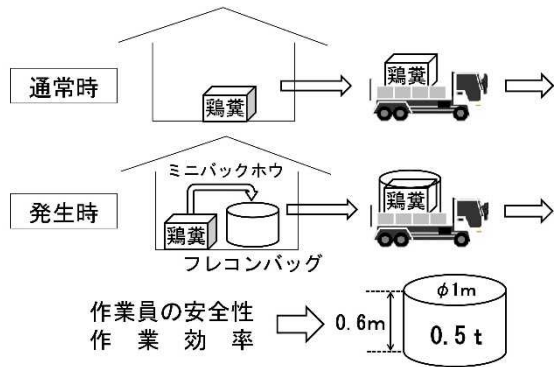 通常時
鶏糞
鶏糞
発生時
ミニバックホウ
鶏糞
フレコンバッグ
鶏糞
作業員の安全性
作業効率
0.6m
φ1m
0.5t